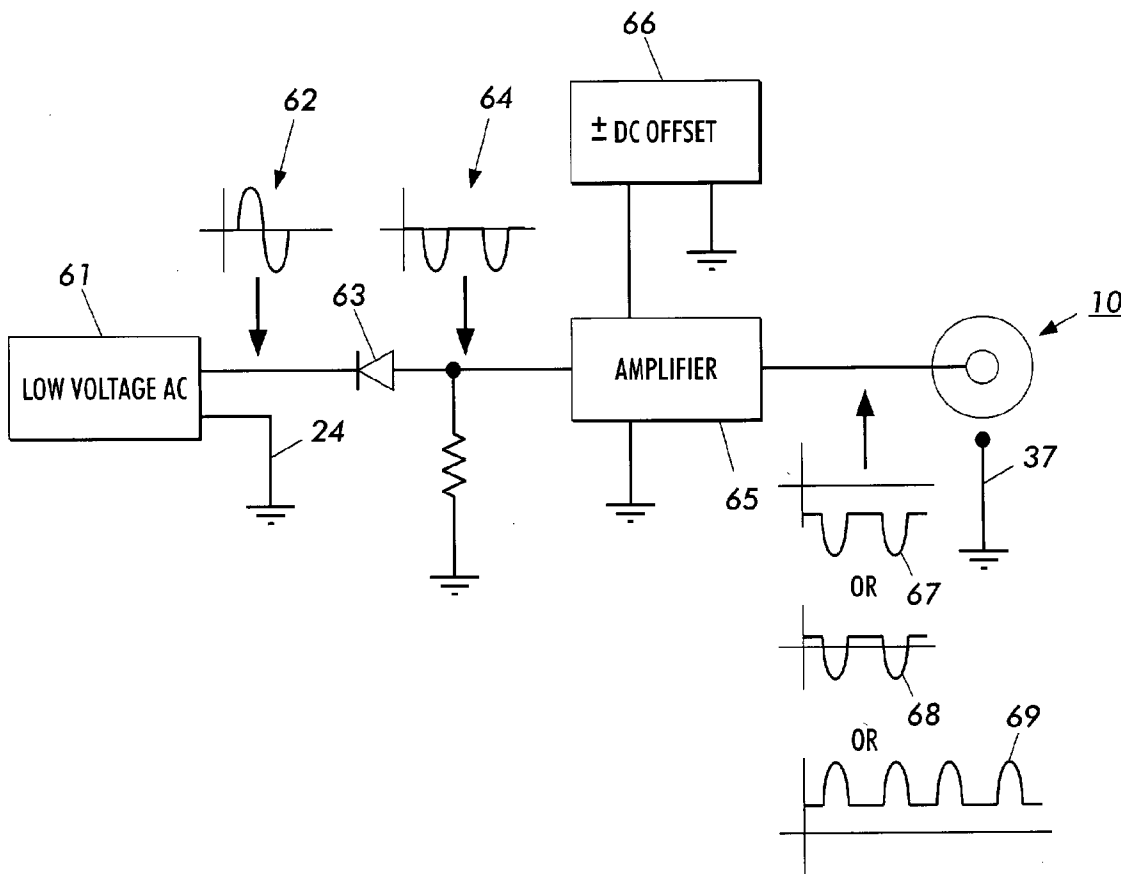 66
62
64
± DC OFFSET
61
63
10
LOW VOLTAGE AC
AMPLIFIER
24
65
37
OR
67
68
OR
69